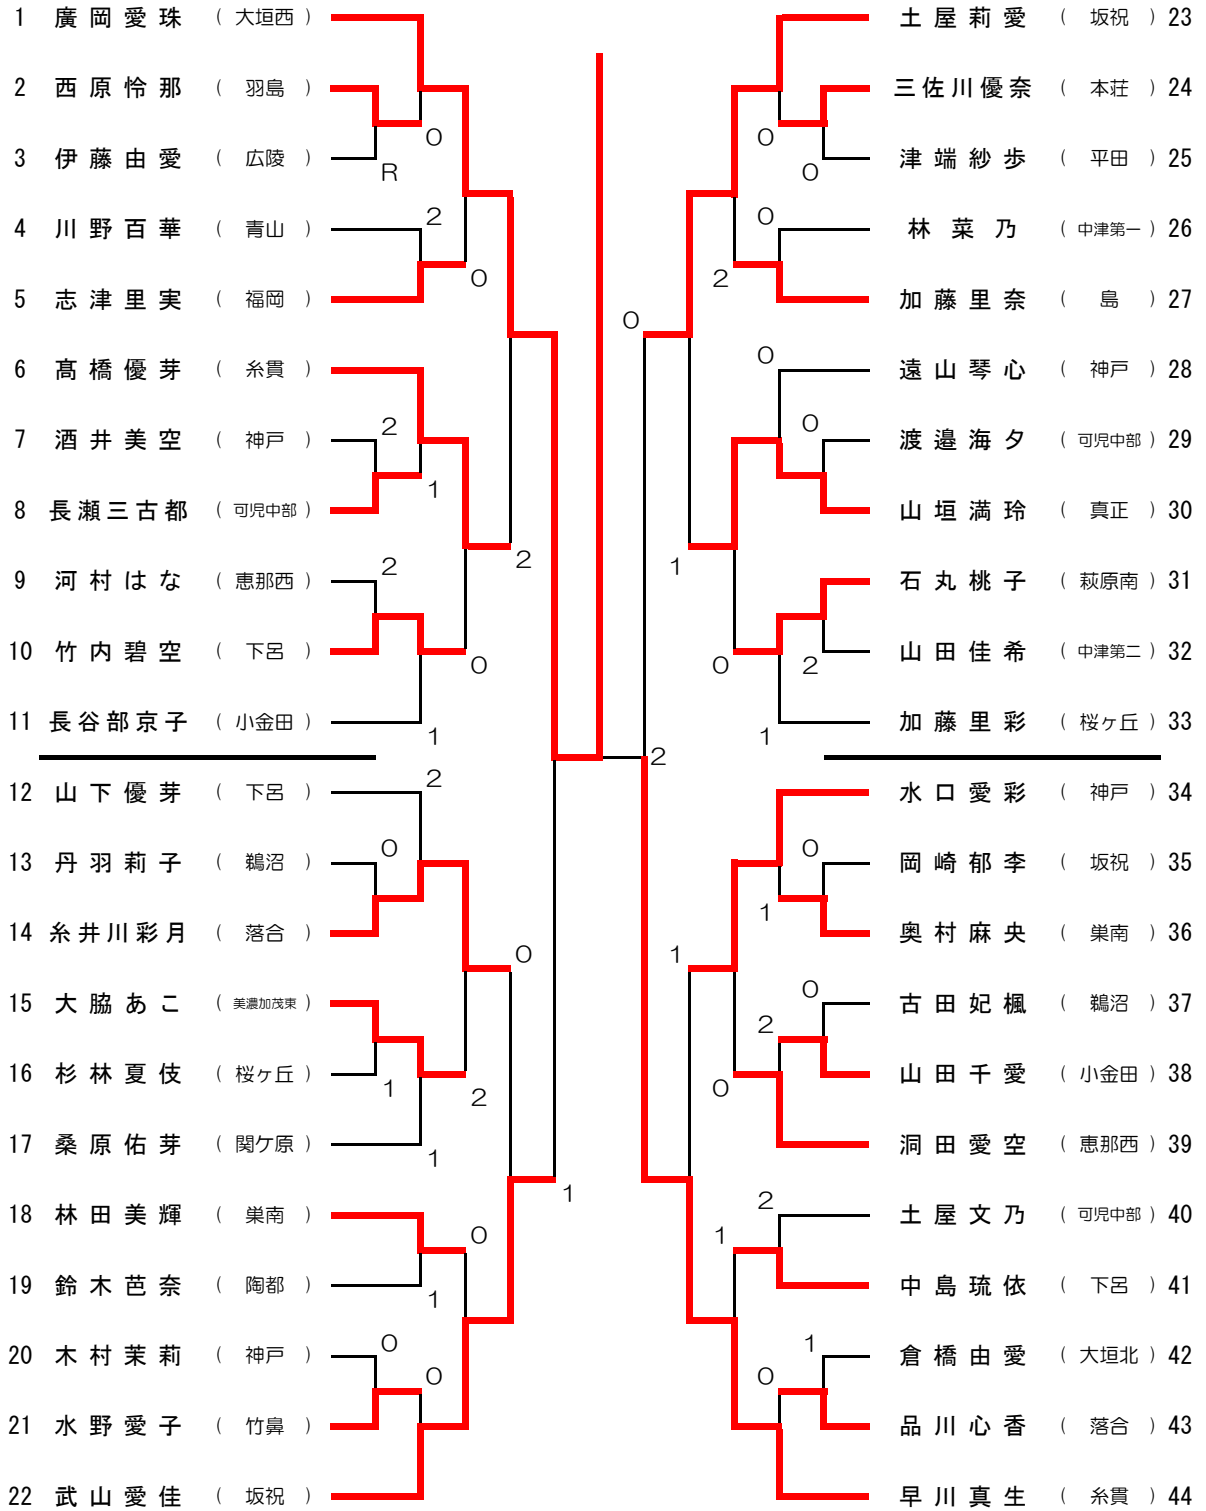 1 廣岡愛珠 ( 大垣西 )
2 西原怜那 ( 羽島 )
0
3 伊藤由愛 ( 広陵 )
R
4 川野百華 ( 青山 )
2
0
5 志津里実 ( 福岡 )
6 髙橋優芽 ( 糸貫 )
7 酒井美空 ( 神戸 )
2
8 長瀬三古都 ( 可児中部 )
1
2
9 河村はな ( 恵那西 )
2
10 竹内碧空 ( 下呂 )
0
11 長谷部京子 ( 小金田 )
1
12 山下優芽 ( 下呂 )
2
13 丹羽莉子 ( 鵜沼 )
0
14 糸井川彩月 ( 落合 )
0
15 大脇あこ ( 美濃加茂東 )
16 杉林夏伎 ( 桜ヶ丘 )
1
2
17 桑原佑芽 ( 関ケ原 )
1
1
18 林田美輝 ( 巣南 )
0
19 鈴木芭奈 ( 陶都 )
1
20 木村茉莉 ( 神戸 )
0
0
21 水野愛子 ( 竹鼻 )
22 武山愛佳 ( 坂祝 )
0
2
土屋莉愛 ( 坂祝 ) 23
三佐川優奈 ( 本荘 ) 24
0
津端紗歩 ( 平田 ) 25
0
林菜乃 ( 中津第一 ) 26
0
2
加藤里奈 ( 島 ) 27
遠山琴心 ( 神戸 ) 28
0
渡邉海夕 ( 可児中部 ) 29
0
山垣満玲 ( 真正 ) 30
1
石丸桃子 ( 萩原南 ) 31
山田佳希 ( 中津第二 ) 32
2
0
加藤里彩 ( 桜ヶ丘 ) 33
1
水口愛彩 ( 神戸 ) 34
岡崎郁李 ( 坂祝 ) 35
0
奥村麻央 ( 巣南 ) 36
1
1
古田妃楓 ( 鵜沼 ) 37
0
2
山田千愛 ( 小金田 ) 38
0
洞田愛空 ( 恵那西 ) 39
土屋文乃 ( 可児中部 ) 40
2
1
中島琉依 ( 下呂 ) 41
倉橋由愛 ( 大垣北 ) 42
1
0
品川心香 ( 落合 ) 43
早川真生 ( 糸貫 ) 44